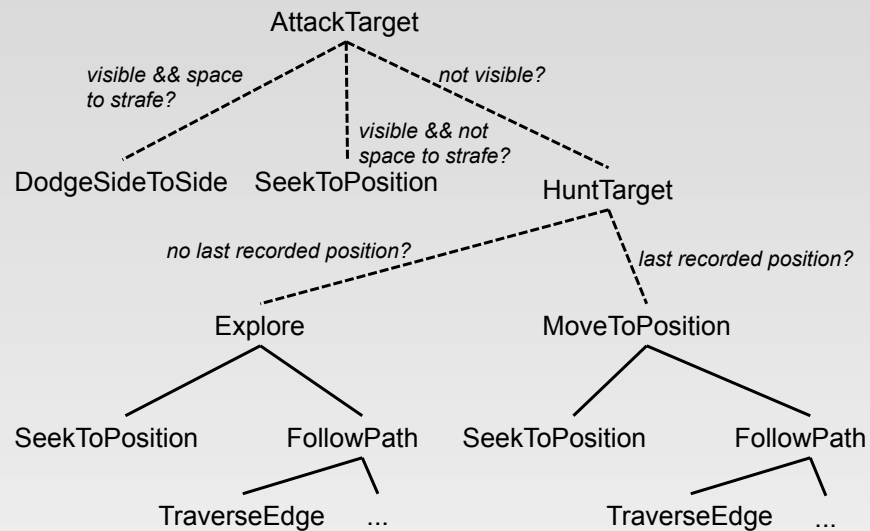 AttackTarget
visible && space
to strafe?
not visible?
visible && not
space to strafe?
DodgeSideToSide
SeekToPosition
HuntTarget
no last recorded position?
last recorded position?
Explore
MoveToPosition
SeekToPosition
FollowPath
SeekToPosition
FollowPath
TraverseEdge
...
TraverseEdge
...